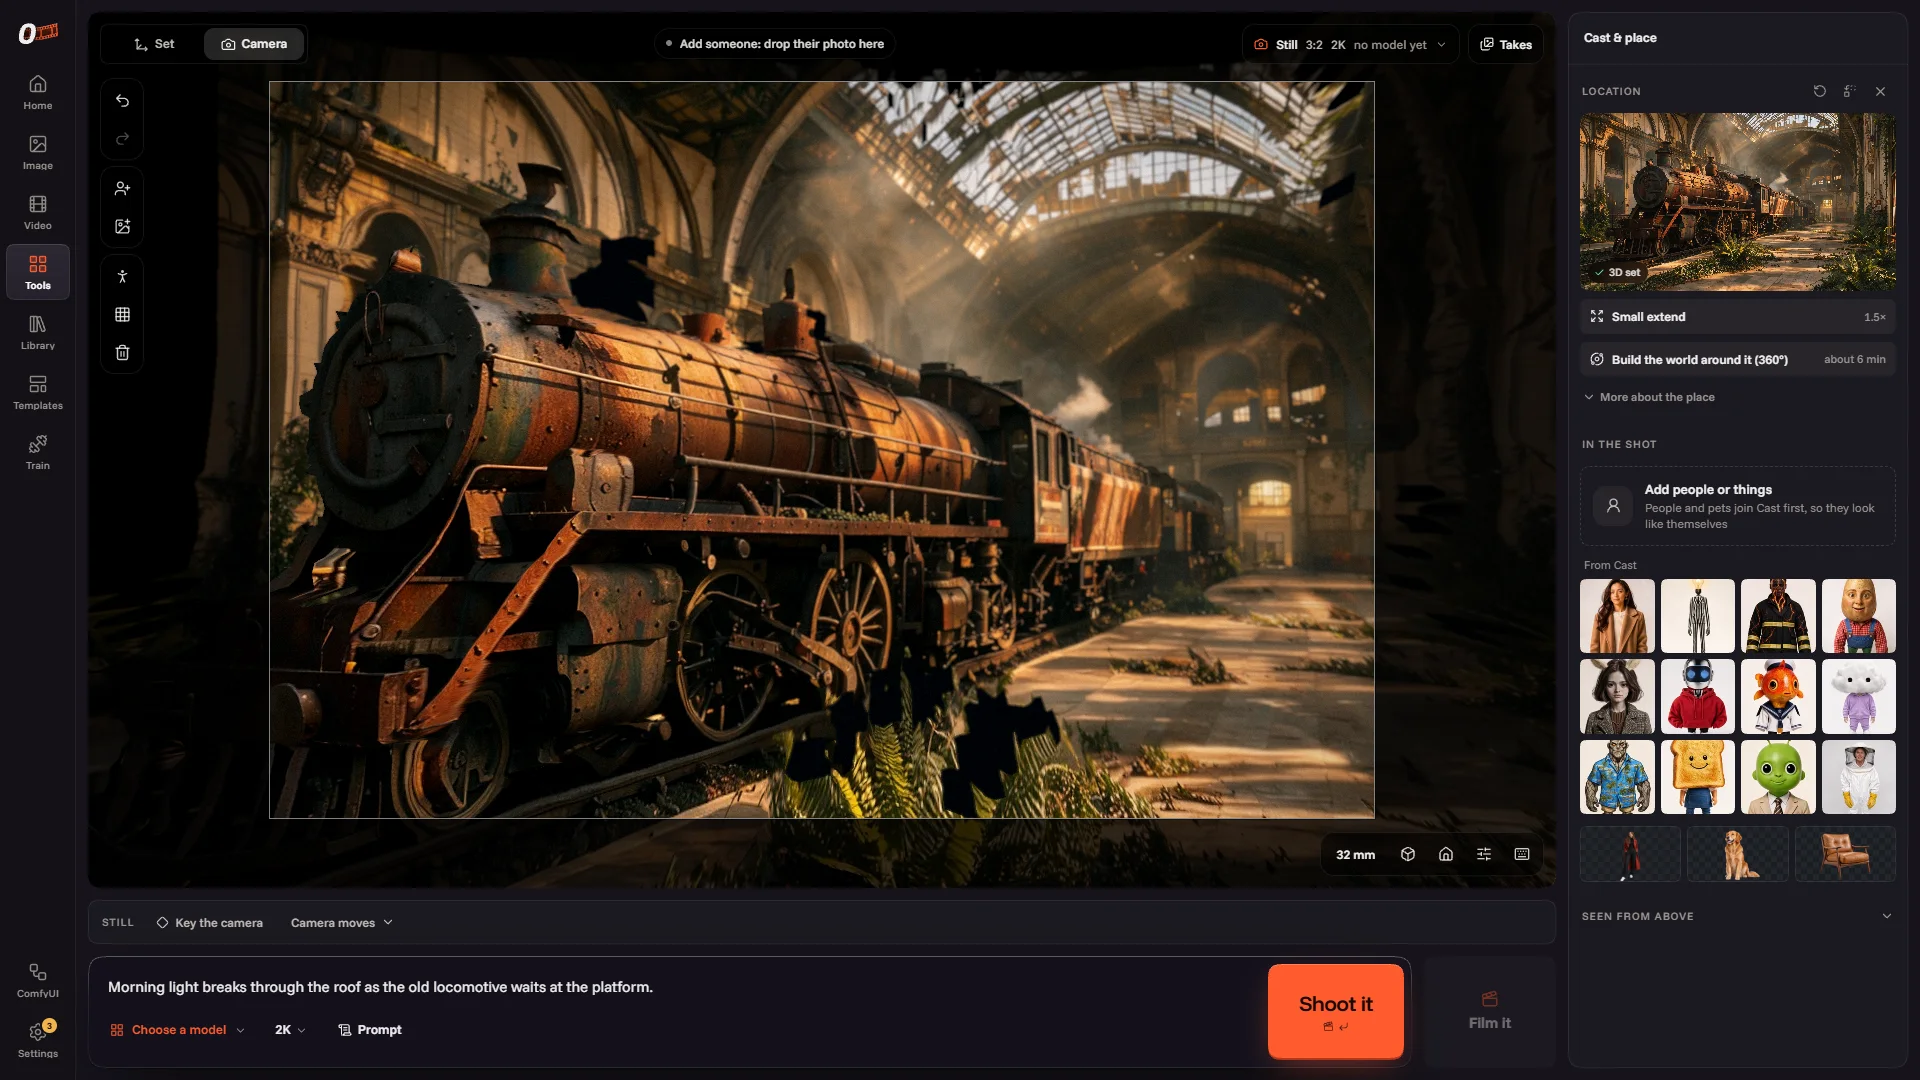 Home
Image
Video
Tools
Library
Templates
Train
ComfyUI
3
Settings
Set
Camera
Add someone: drop their photo here
Still 3:2 2K no model yet
Takes
32 mm
STILL
Key the camera
Camera moves
Morning light breaks through the roof as the old locomotive waits at the platform.
Choose a model
2K
Prompt
Shoot it
Film it
Cast & place
LOCATION
3D set
Small extend 1.5×
Build the world around it (360°) about 6 min
More about the place
IN THE SHOT
Add people or things
People and pets join Cast first, so they look
like themselves
From Cast
SEEN FROM ABOVE